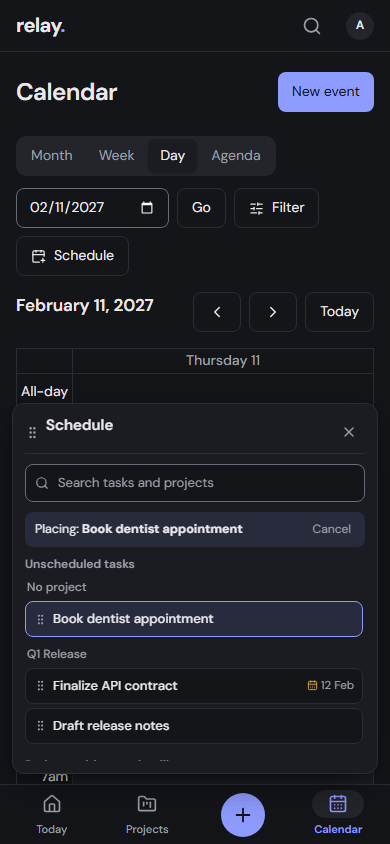 relay.
A
Calendar
New event
Month Week Day Agenda
02/11/2027 Go Filter
Schedule
February 11, 2027
Today
Thursday 11
All-day
Schedule
Search tasks and projects
Placing: Book dentist appointment Cancel
Unscheduled tasks
No project
Book dentist appointment
Q1 Release
Finalize API contract 12 Feb
Draft release notes
7am
Today Projects Calendar